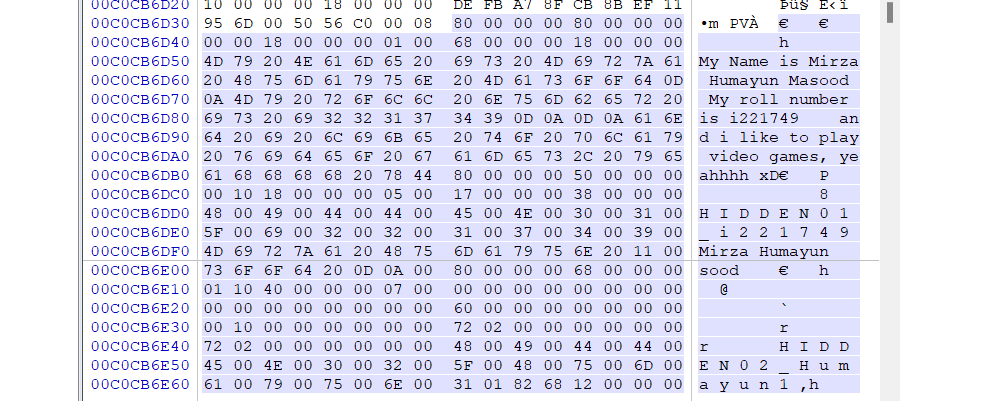 00C0CB6D20 10 00 00 00 18 00 00 00 DE FB A7 8F CB 8B EF 11 Þû§ Ë‹ï
00C0CB6D30 95 6D 00 50 56 C0 00 08 80 00 00 00 80 00 00 00 •m PVÀ € €
00C0CB6D40 00 00 18 00 00 00 01 00 68 00 00 00 18 00 00 00 h
00C0CB6D50 4D 79 20 4E 61 6D 65 20 69 73 20 4D 69 72 7A 61 My Name is Mirza
00C0CB6D60 20 48 75 6D 61 79 75 6E 20 4D 61 73 6F 6F 64 0D Humayun Masood
00C0CB6D70 0A 4D 79 20 72 6F 6C 6C 20 6E 75 6D 62 65 72 20 My roll number
00C0CB6D80 69 73 20 69 32 32 31 37 34 39 0D 0A 0D 0A 61 6E is i221749 an
00C0CB6D90 64 20 69 20 6C 69 6B 65 20 74 6F 20 70 6C 61 79 d i like to play
00C0CB6DA0 20 76 69 64 65 6F 20 67 61 6D 65 73 2C 20 79 65 video games, ye
00C0CB6DB0 61 68 68 68 68 20 78 44 80 00 00 00 50 00 00 00 ahhhh xD€ P
00C0CB6DC0 00 10 18 00 00 00 05 00 17 00 00 00 38 00 00 00 8
00C0CB6DD0 48 00 49 00 44 00 44 00 45 00 4E 00 30 00 31 00 H I D D E N 0 1
00C0CB6DE0 5F 00 69 00 32 00 32 00 31 00 37 00 34 00 39 00 _ i 2 2 1 7 4 9
00C0CB6DF0 4D 69 72 7A 61 20 48 75 6D 61 79 75 6E 20 11 00 Mirza Humayun
00C0CB6E00 73 6F 6F 64 20 0D 0A 00 80 00 00 00 68 00 00 00 sood € h
00C0CB6E10 01 10 40 00 00 00 07 00 00 00 00 00 00 00 00 00 @
00C0CB6E20 00 00 00 00 00 00 00 00 60 00 00 00 00 00 00 00 `
00C0CB6E30 00 10 00 00 00 00 00 00 72 02 00 00 00 00 00 00 r
00C0CB6E40 72 02 00 00 00 00 00 00 48 00 49 00 44 00 44 00 r H I D D
00C0CB6E50 45 00 4E 00 30 00 32 00 5F 00 48 00 75 00 6D 00 E N 0 2 _ H u m
00C0CB6E60 61 00 79 00 75 00 6E 00 31 01 82 68 12 00 00 00 a y u n 1 ‚h